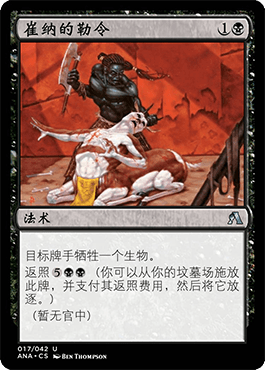 崔纳的勒令 1
法术
目标牌手牺牲一个生物。
返照5（你可以从你的坟墓场施放
此牌，并支付其返照费用，然后将它放
逐。）
（暂无官中）
017/042 U
ANA • CS Ben Thompson